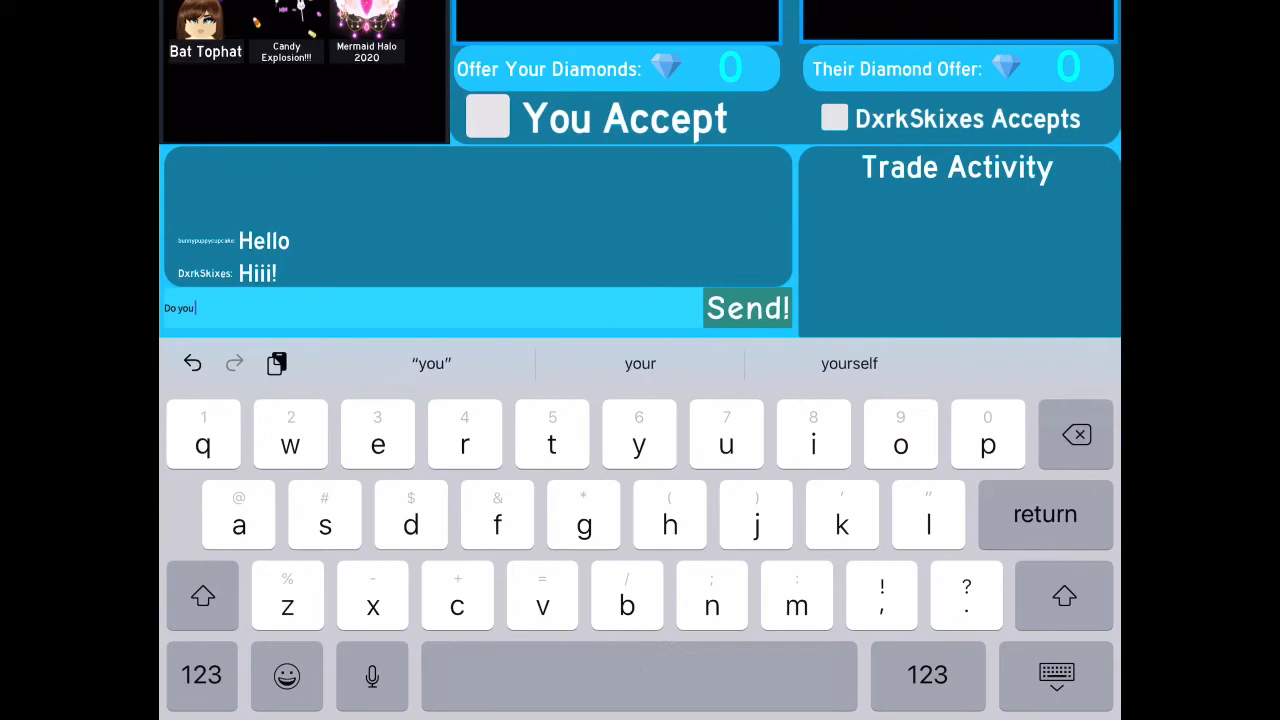 Bat Tophat
Candy Explosion!!!
Mermaid Halo 2020
Offer Your Diamonds: 0
Their Diamond Offer: 0
You Accept
DxrkSkixes Accepts
Trade Activity
bunnypuppycupcake: Hello
DxrkSkixes: Hiii!
Do you
Send!
“you” your yourself
1 2 3 4 5 6 7 8 9 0
q w e r t y u i o p
@ # $ & * ( ) ' "
a s d f g h j k l return
% - + = / ; : ! ?
z x c v b n m , .
123 123